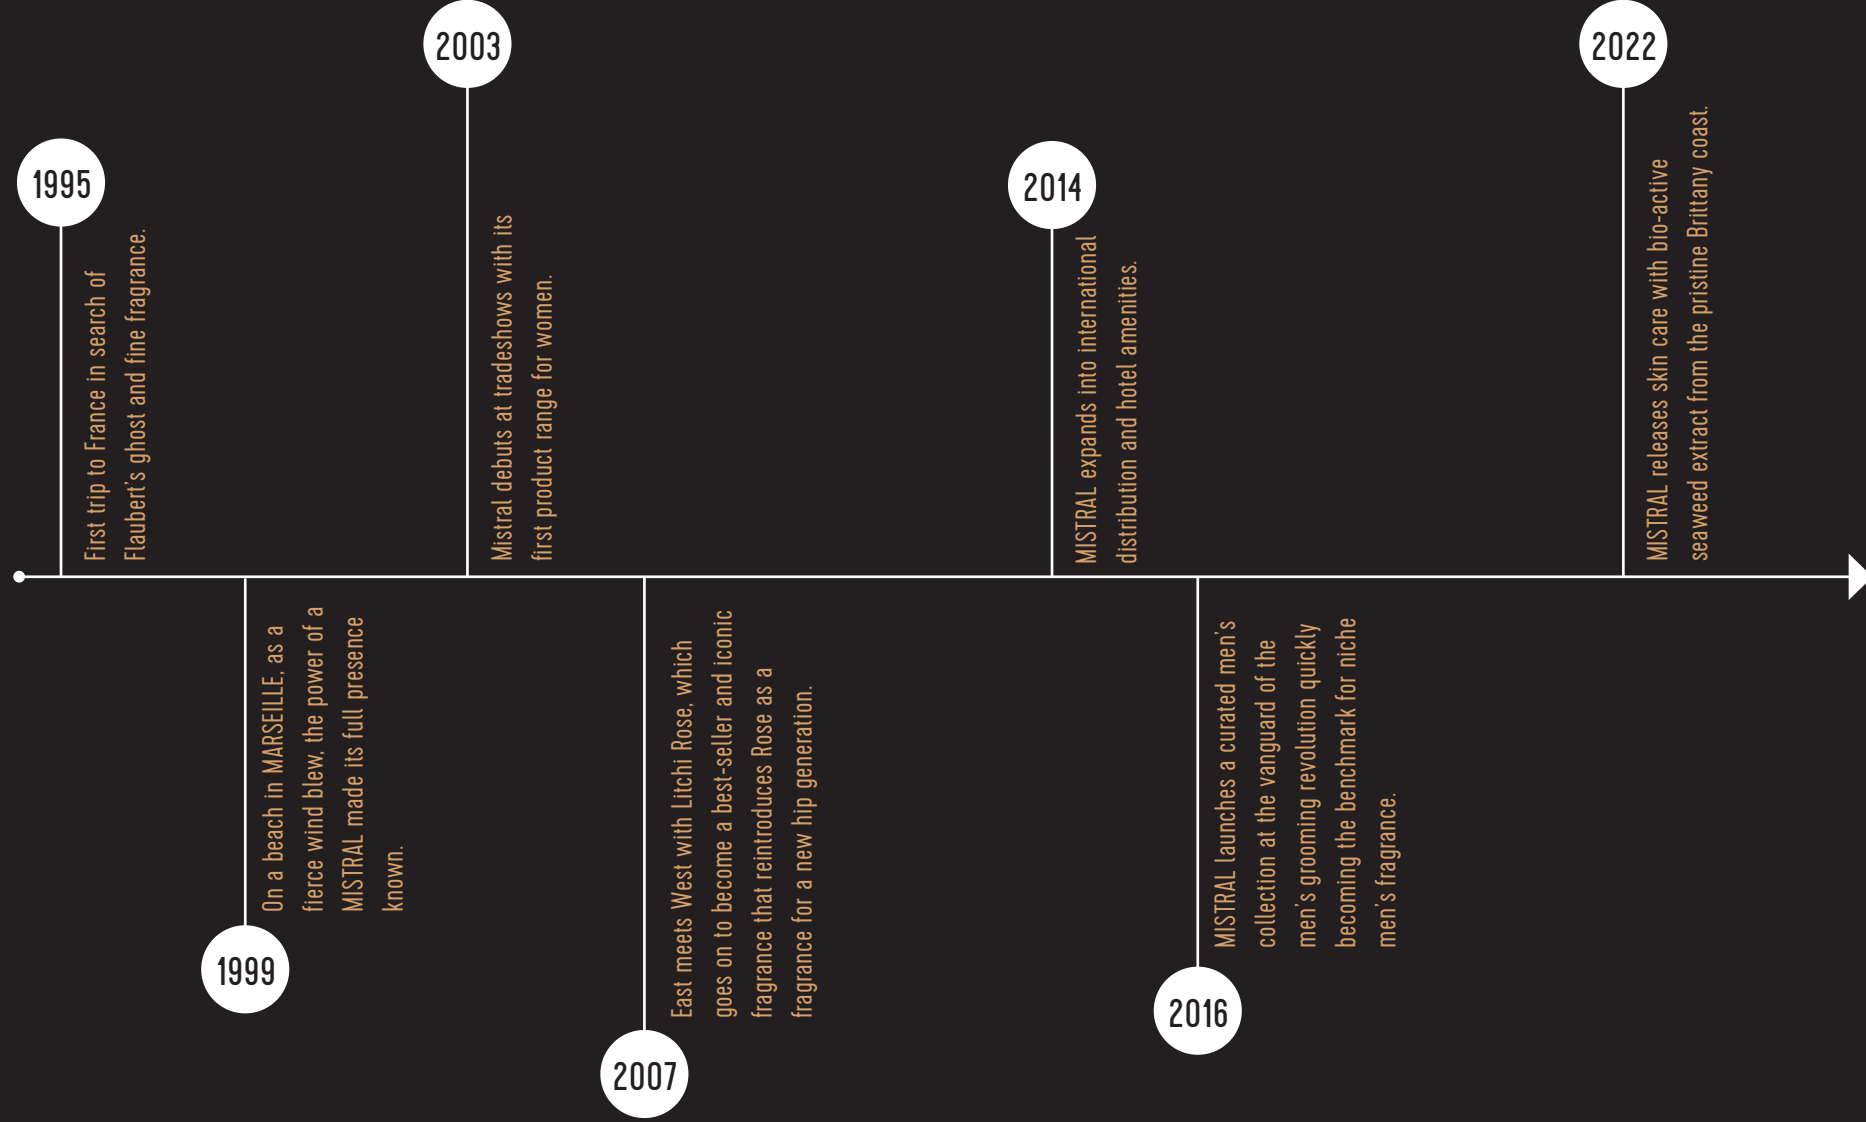 1995
First trip to France in search of
Flaubert's ghost and fine fragrance.
1999
On a beach in MARSEILLE, as a
fierce wind blew, the power of a
MISTRAL made its full presence
known.
2003
Mistral debuts at tradeshows with its
first product range for women.
2007
East meets West with Litchi Rose, which
goes on to become a best-seller and iconic
fragrance that reintroduces Rose as a
fragrance for a new hip generation.
2014
MISTRAL expands into international
distribution and hotel amenities.
2016
MISTRAL launches a curated men's
collection at the vanguard of the
men's grooming revolution quickly
becoming the benchmark for niche
men's fragrance.
2022
MISTRAL releases skin care with bio-active
seaweed extract from the pristine Brittany coast.